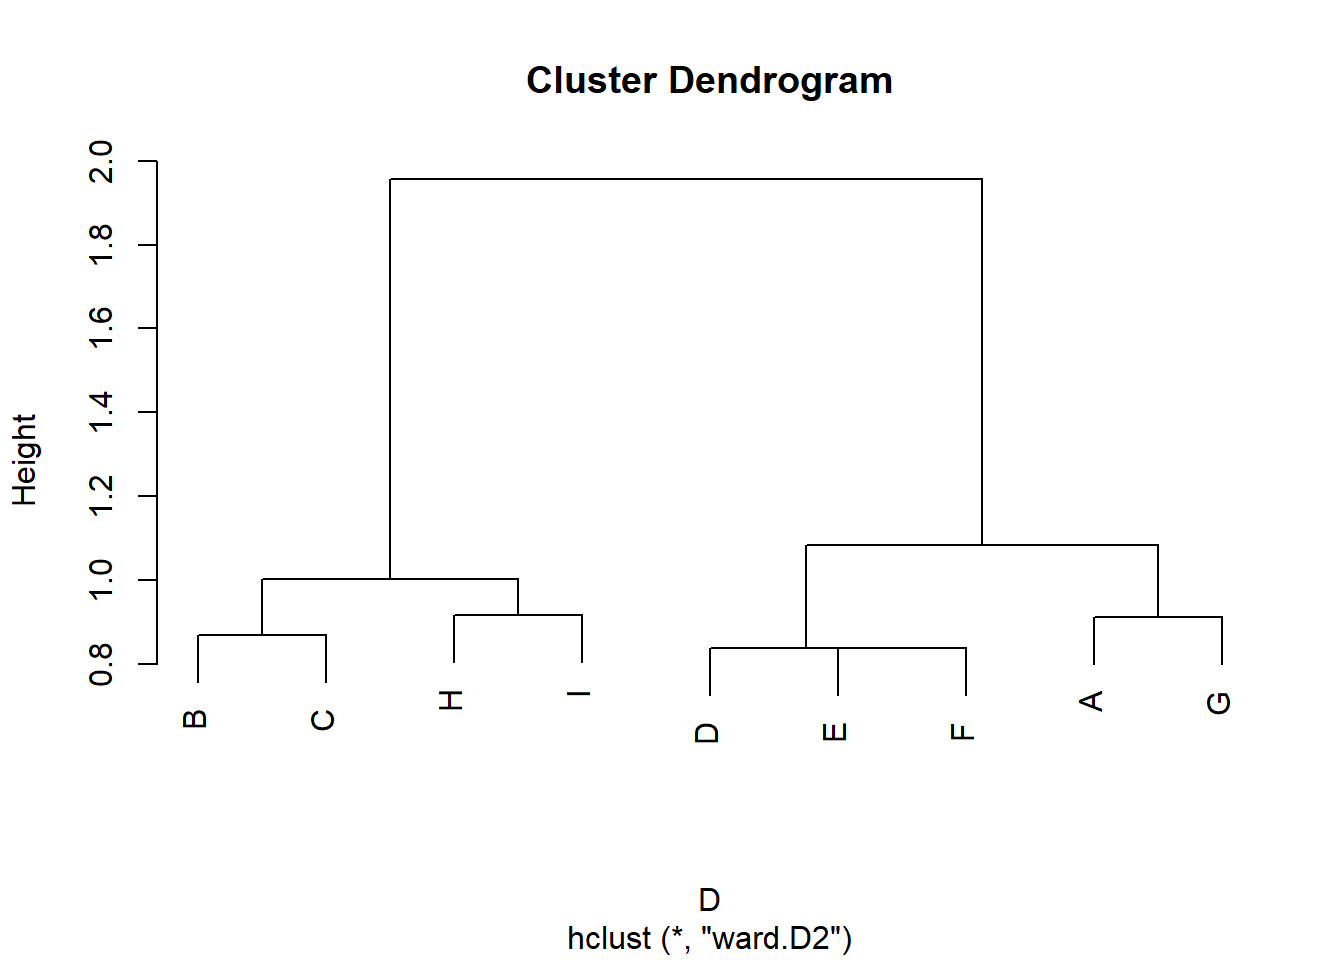 Cluster Dendrogram
Height
2.0
1.8
1.6
1.4
1.2
1.0
0.8
B C H I D E F A G
D
hclust (*, "ward.D2")